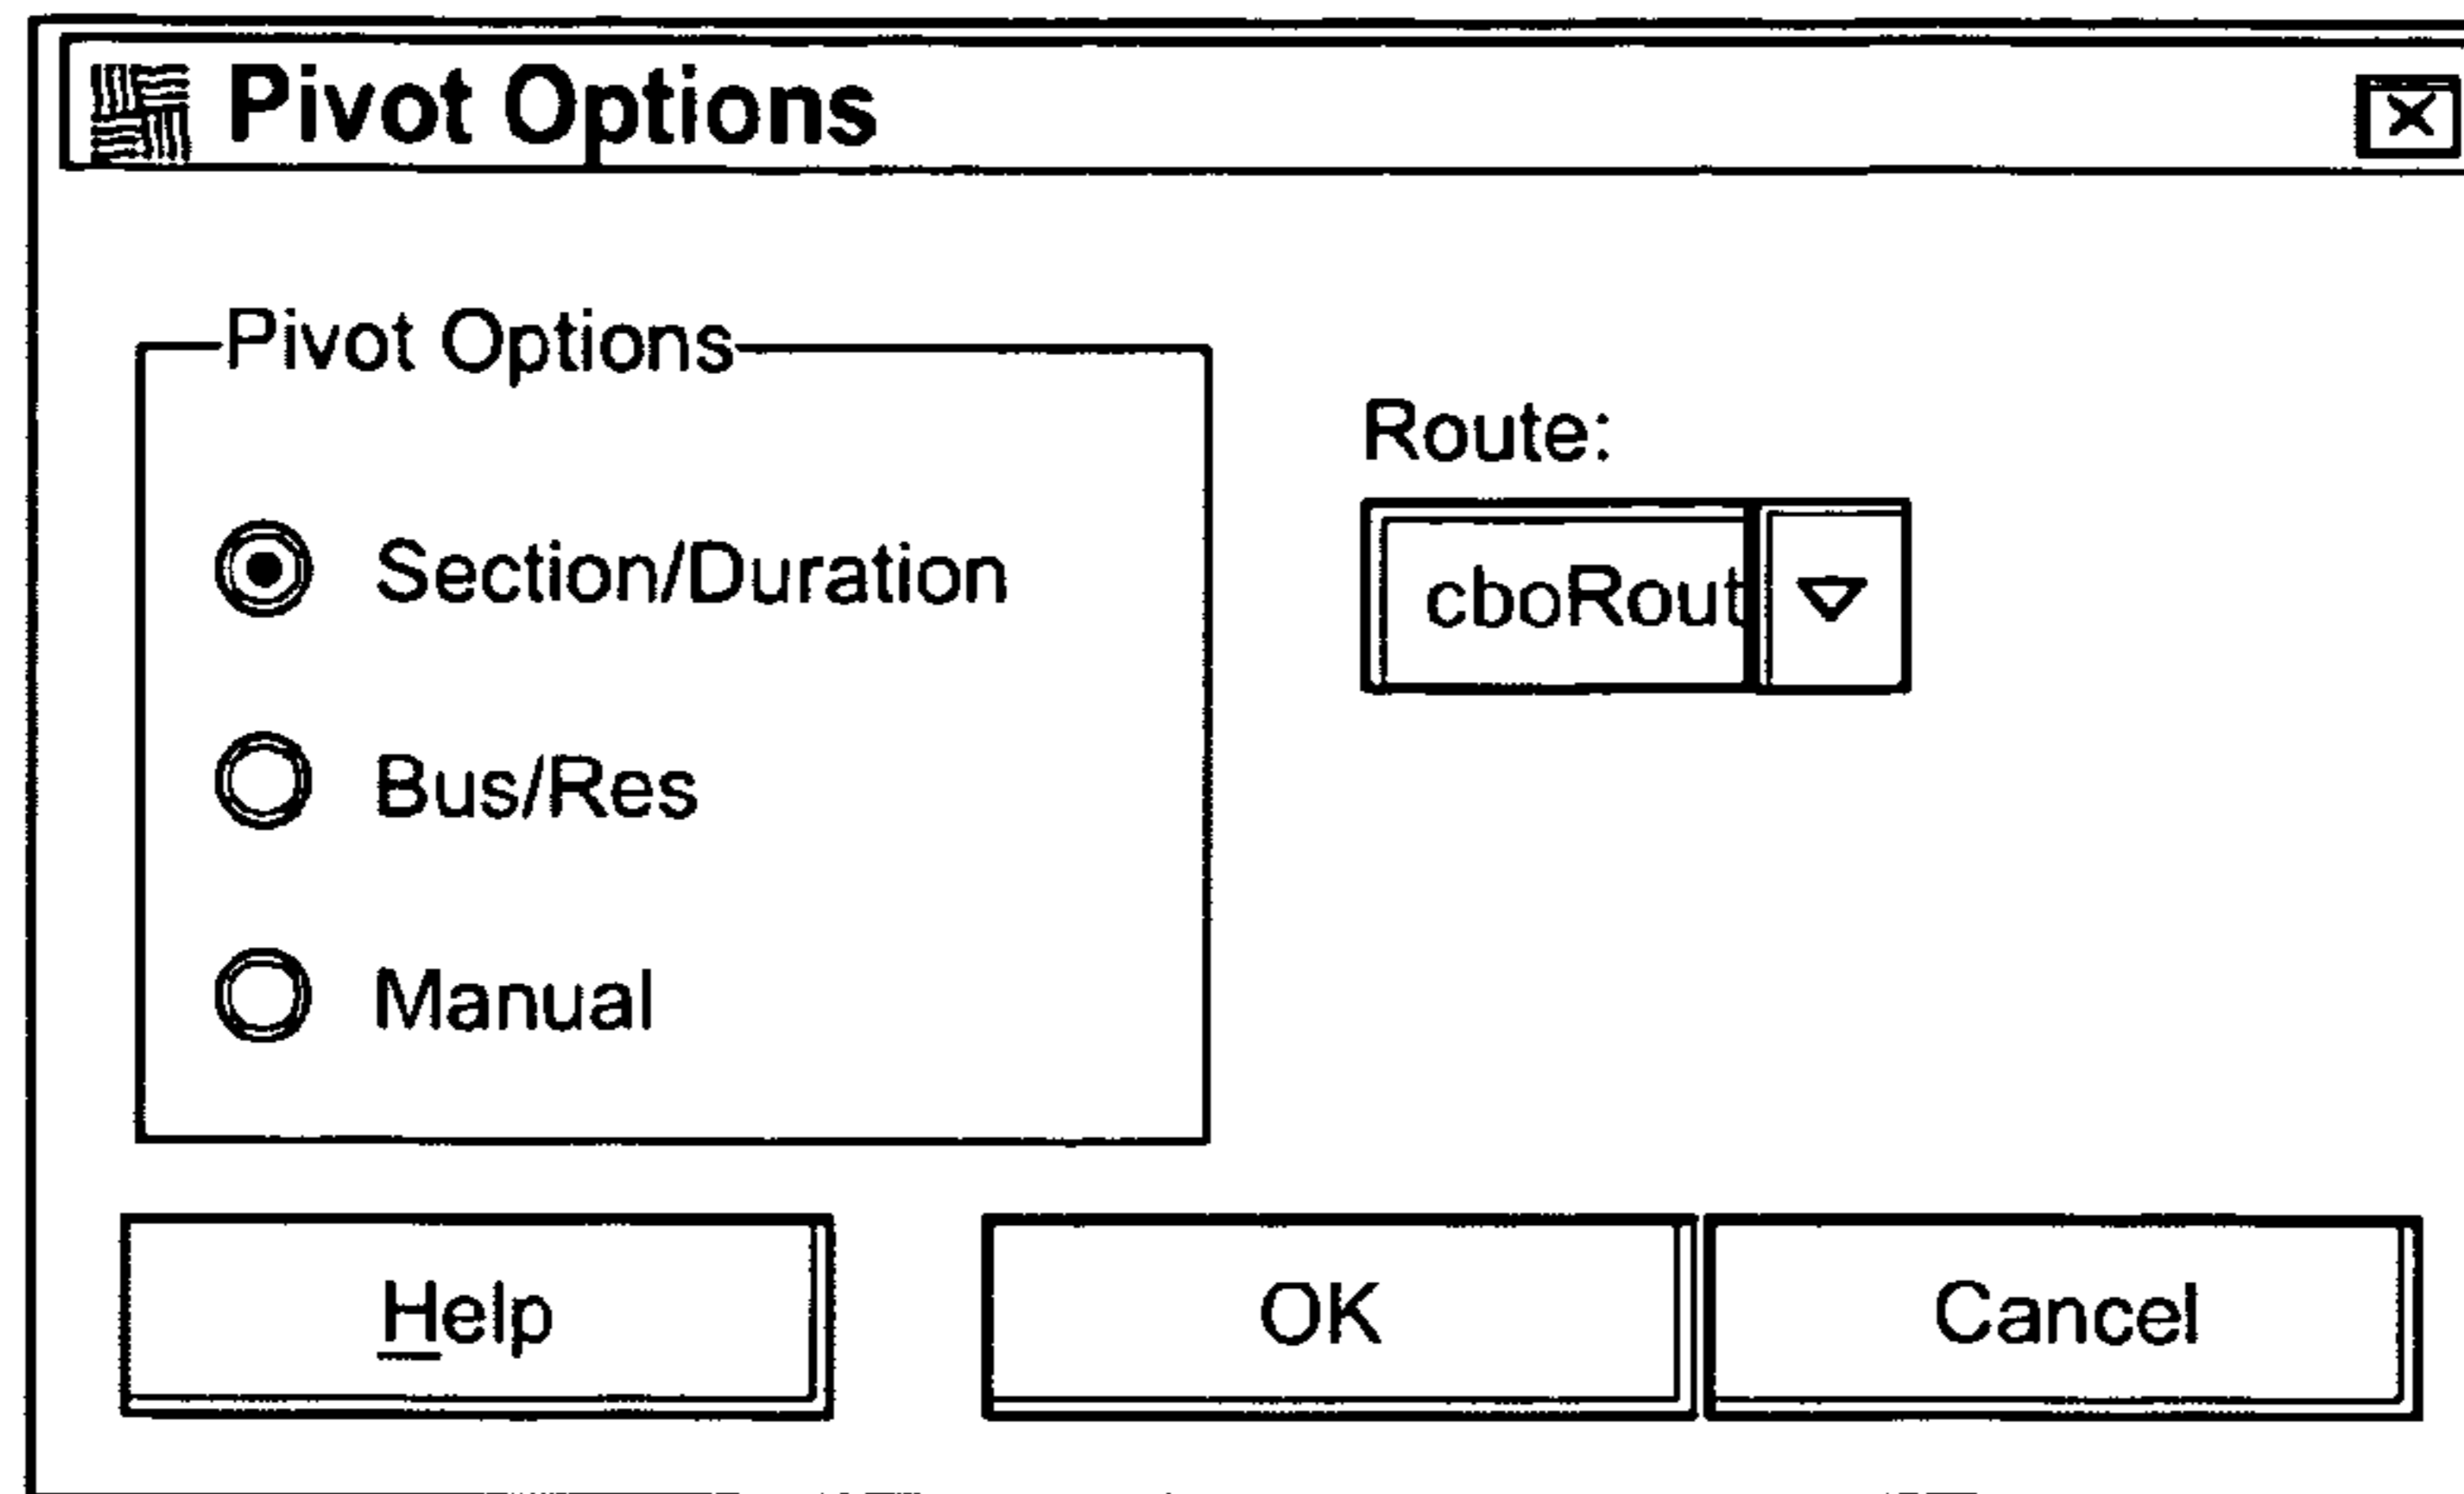 Pivot Options
Pivot Options
Section/Duration
Bus/Res
Manual
Route:
cboRout
Help
OK
Cancel